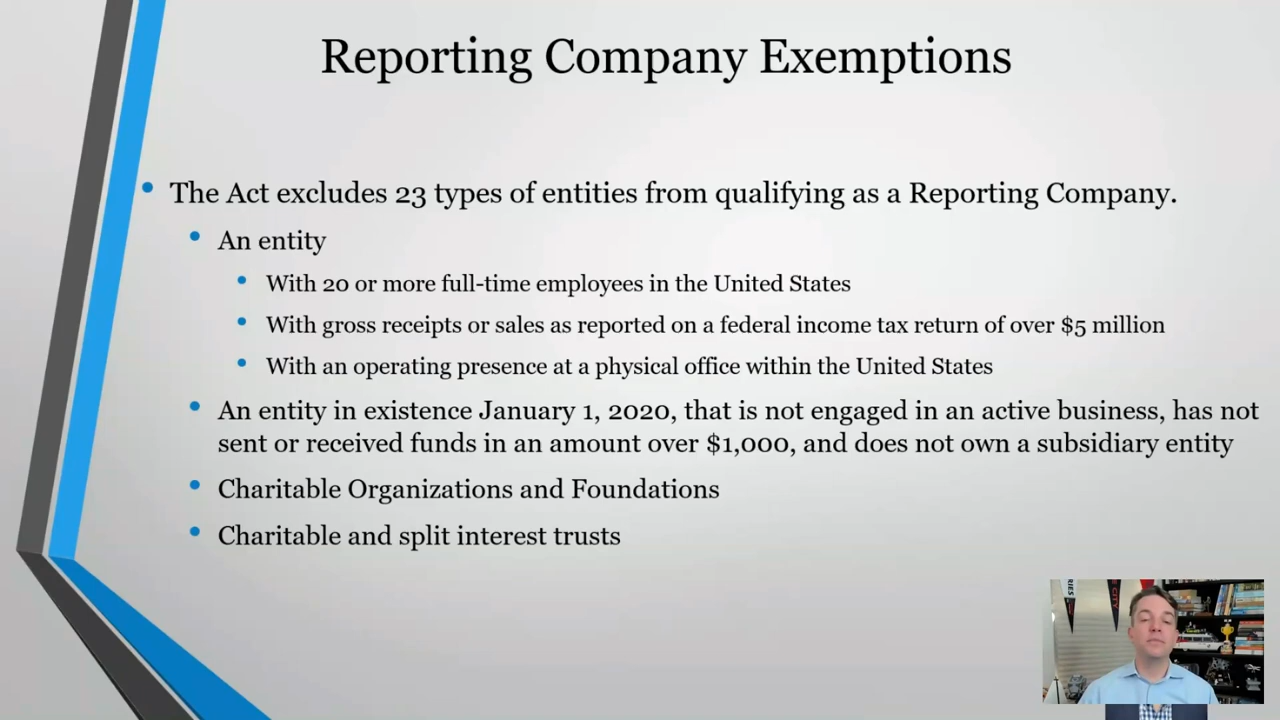 Reporting Company Exemptions
The Act excludes 23 types of entities from qualifying as a Reporting Company.
An entity
With 20 or more full-time employees in the United States
With gross receipts or sales as reported on a federal income tax return of over $5 million
With an operating presence at a physical office within the United States
An entity in existence January 1, 2020, that is not engaged in an active business, has not
sent or received funds in an amount over $1,000, and does not own a subsidiary entity
Charitable Organizations and Foundations
Charitable and split interest trusts